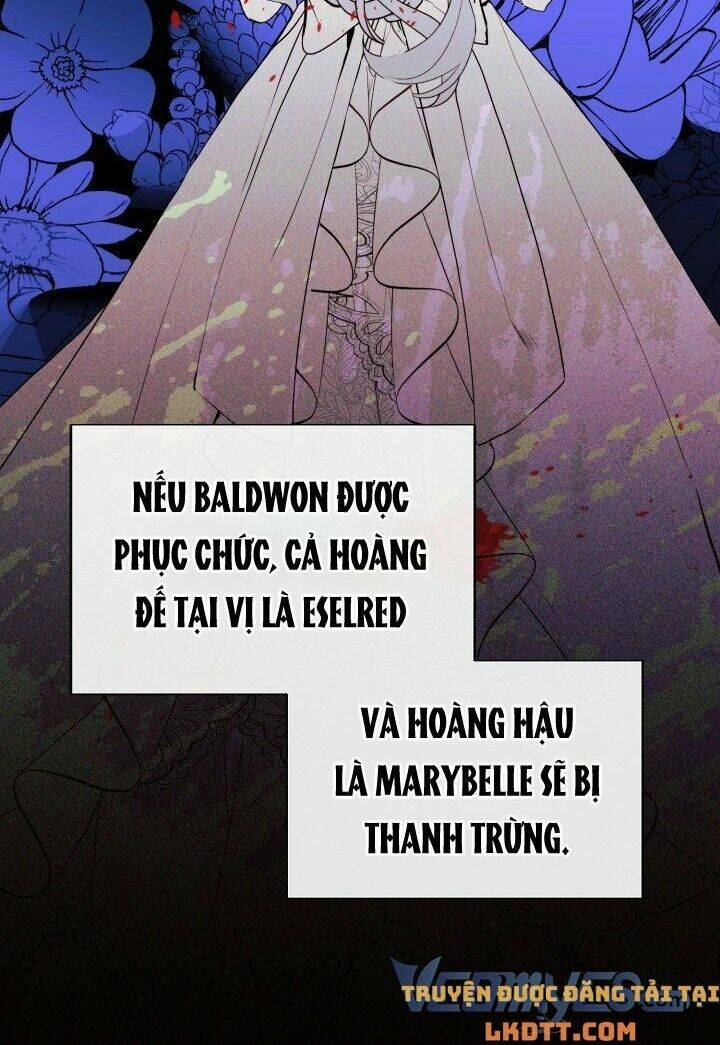 NẾU BALDWON ĐƯỢC
PHỤC CHỨC, CẢ HOÀNG
ĐẾ TẠI VỊ LÀ ESELRED
VÀ HOÀNG HẬU
LÀ MARYBELLE SẼ BỊ
THANH TRỪNG.
TRUYỆN ĐƯỢC ĐĂNG TẢI TẠI
LKDTT.COM